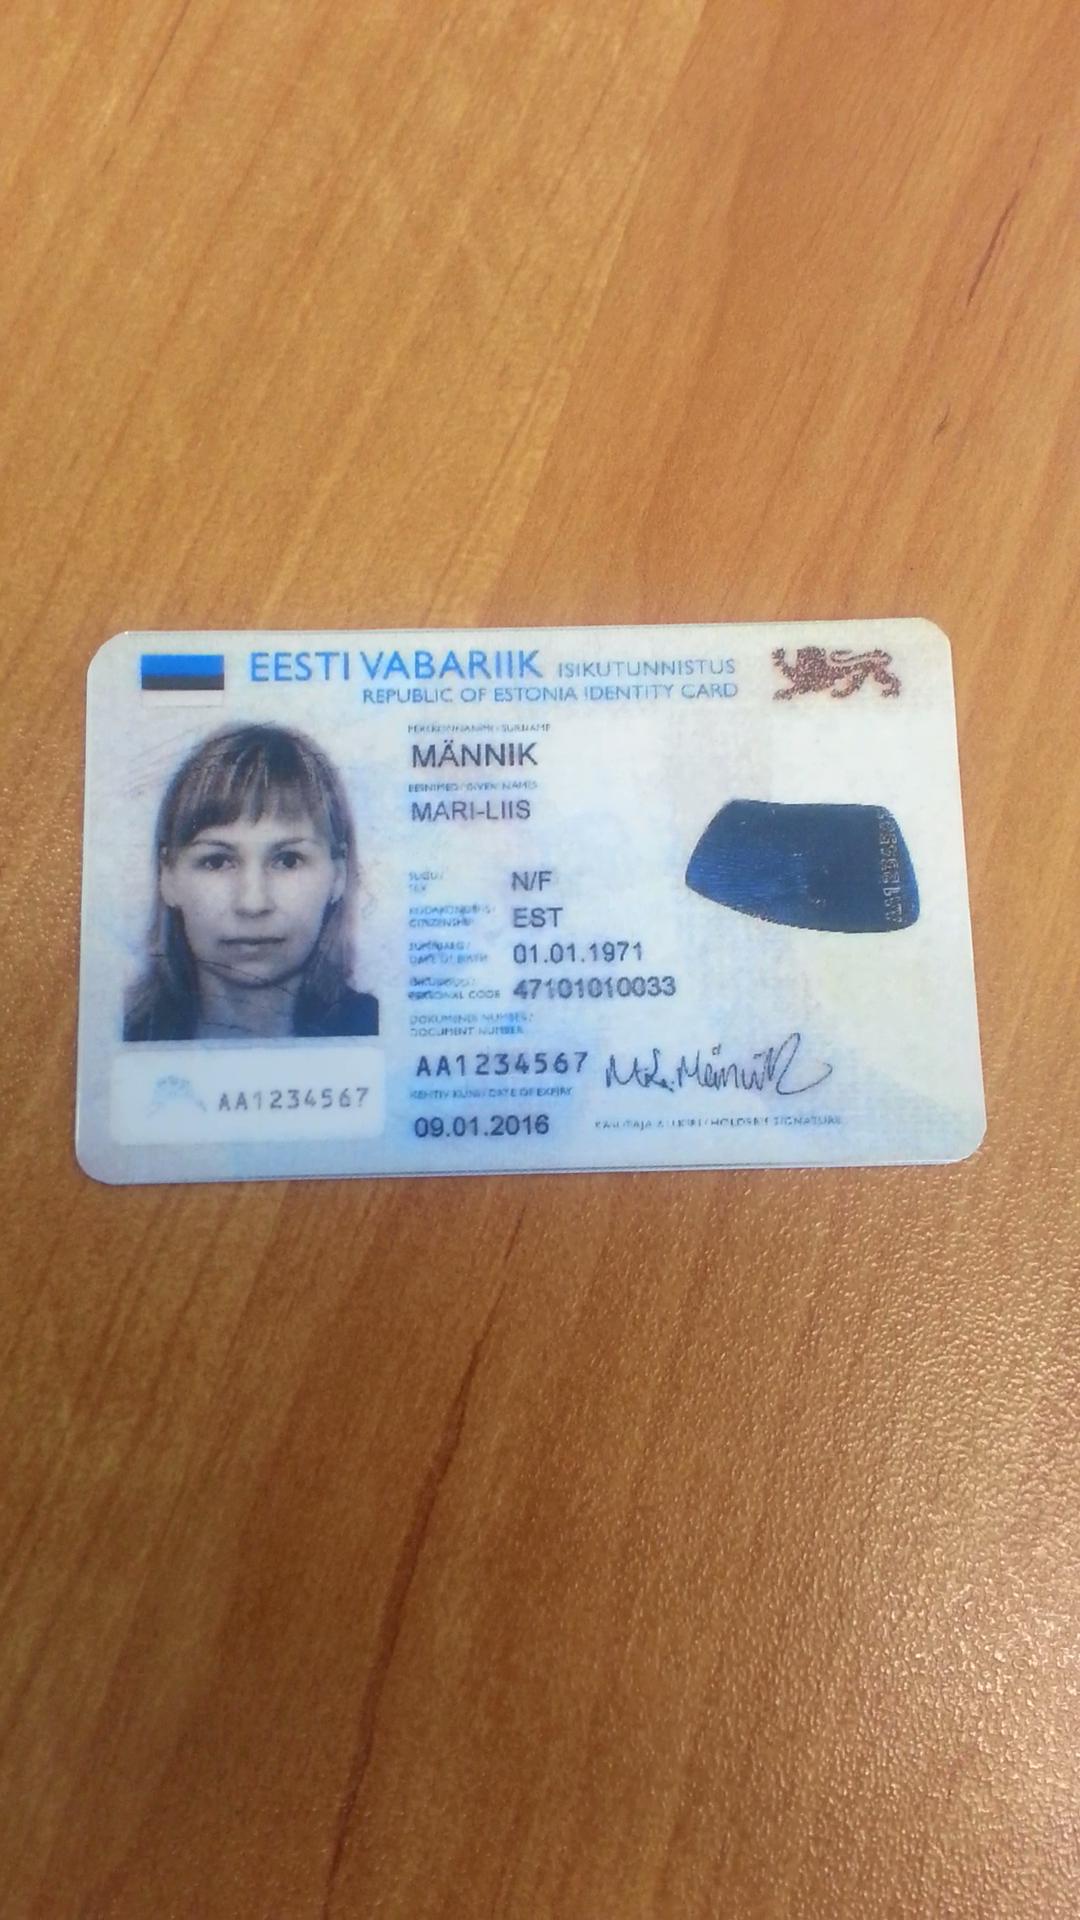 EESTI VABARIIK ISIKUTUNNISTUS
REPUBLIC OF ESTONIA IDENTITY CARD
PEREKONNANIMI / SURNAME
MÄNNIK
EESNIMED / GIVEN NAMES
MARI-LIIS
SUGU /
SEX
N/F
KODAKONDSUS /
CITIZENSHIP
EST
SÜNNIAEG /
DATE OF BIRTH
01.01.1971
ISIKUKOOD /
PERSONAL CODE
47101010033
DOKUMENDI NUMBER /
DOCUMENT NUMBER
AA1234567
KEHTIV KUNI / DATE OF EXPIRY
09.01.2016
M-L. Männik
KASUTAJA ALLKIRI / HOLDER'S SIGNATURE
AA1234567
AA1234567